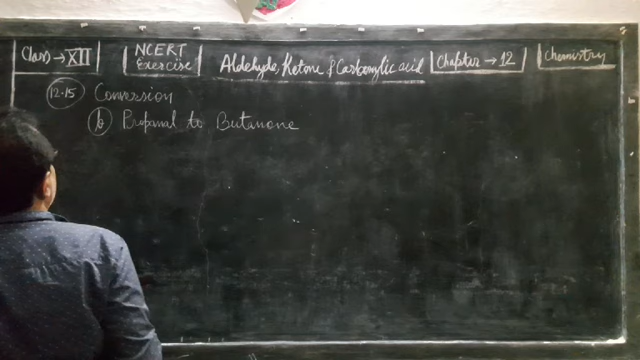 Class → XII
NCERT
Exercise
Aldehyde, Ketone & Carboxylic acid
Chapter → 12
Chemistry
12.15 Conversion
b Propanal to Butanone